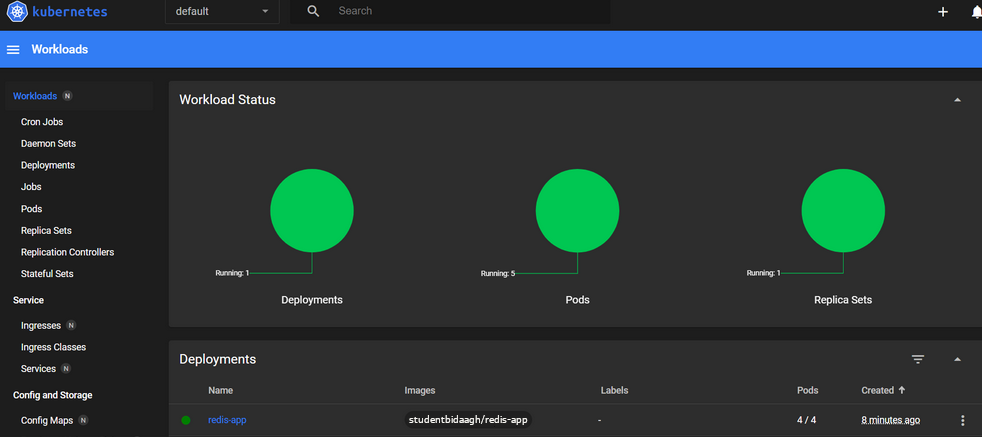 kubernetes
default
Search
Workloads
Workloads N
Cron Jobs
Daemon Sets
Deployments
Jobs
Pods
Replica Sets
Replication Controllers
Stateful Sets
Service
Ingresses N
Ingress Classes
Services N
Config and Storage
Config Maps N
Workload Status
Running: 1
Running: 5
Running: 1
Deployments
Pods
Replica Sets
Deployments
Name Images Labels Pods Created
redis-app studentbidaagh/redis-app - 4 / 4 8 minutes ago